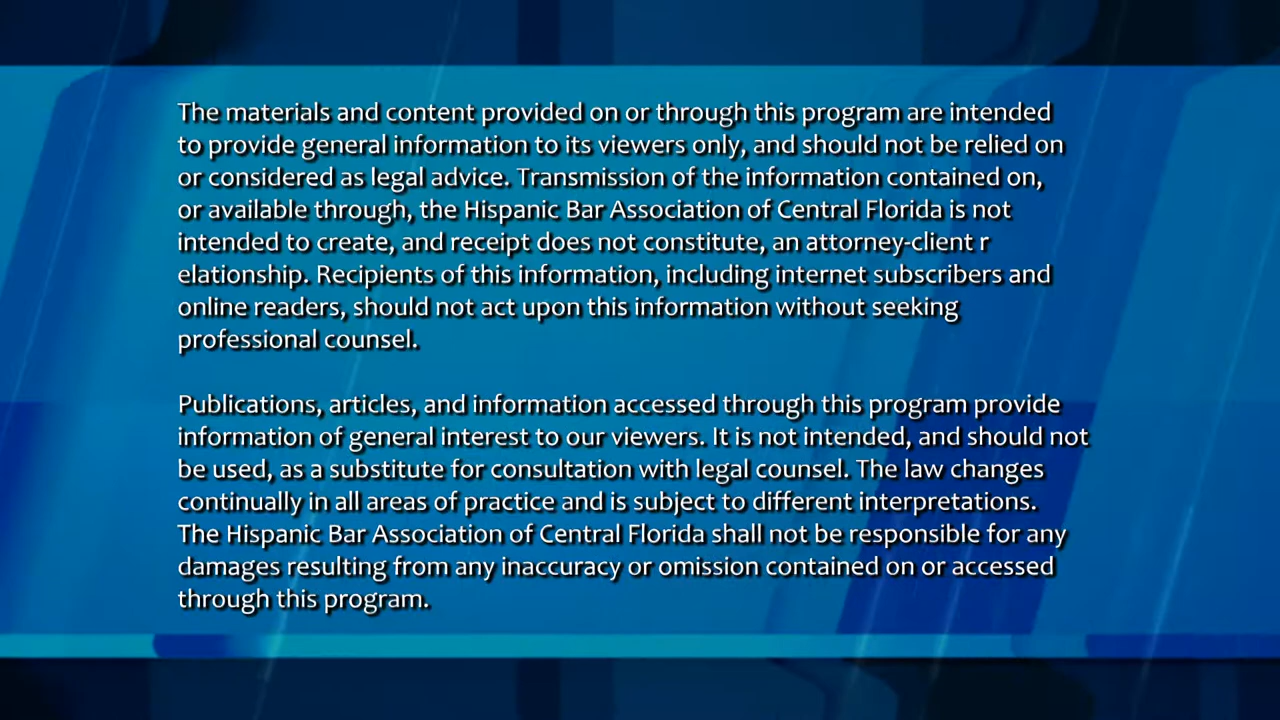 The materials and content provided on or through this program are intended
to provide general information to its viewers only, and should not be relied on
or considered as legal advice. Transmission of the information contained on,
or available through, the Hispanic Bar Association of Central Florida is not
intended to create, and receipt does not constitute, an attorney-client r
elationship. Recipients of this information, including internet subscribers and
online readers, should not act upon this information without seeking
professional counsel.

Publications, articles, and information accessed through this program provide
information of general interest to our viewers. It is not intended, and should not
be used, as a substitute for consultation with legal counsel. The law changes
continually in all areas of practice and is subject to different interpretations.
The Hispanic Bar Association of Central Florida shall not be responsible for any
damages resulting from any inaccuracy or omission contained on or accessed
through this program.